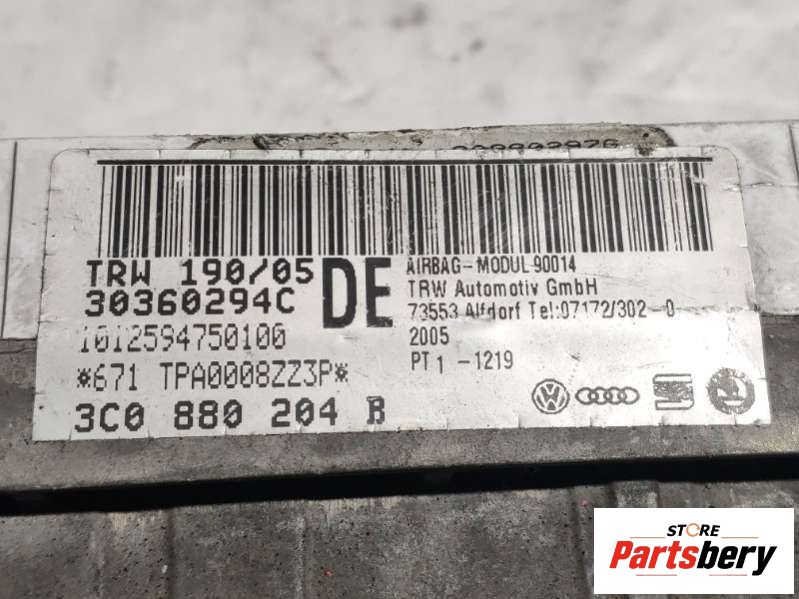 TRW 190/05
30360294C
DE
1012594750100
*671 TPA0008ZZ3P*
3C0 880 204 B
AIRBAG-MODUL 90014
TRW Automotiv GmbH
73553 Alfdorf Tel:07172/302-0
2005
PT 1 -1219
STORE
Partsbery